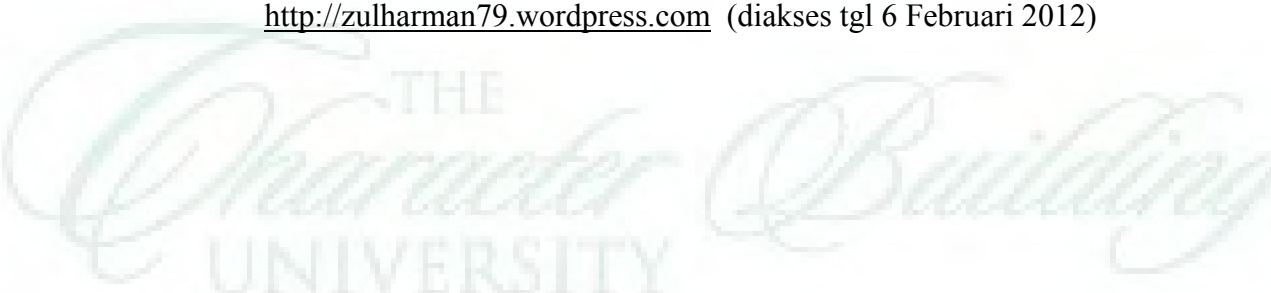 http://zulharman79.wordpress.com (diakses tgl 6 Februari 2012)
THE
Character Building
UNIVERSITY